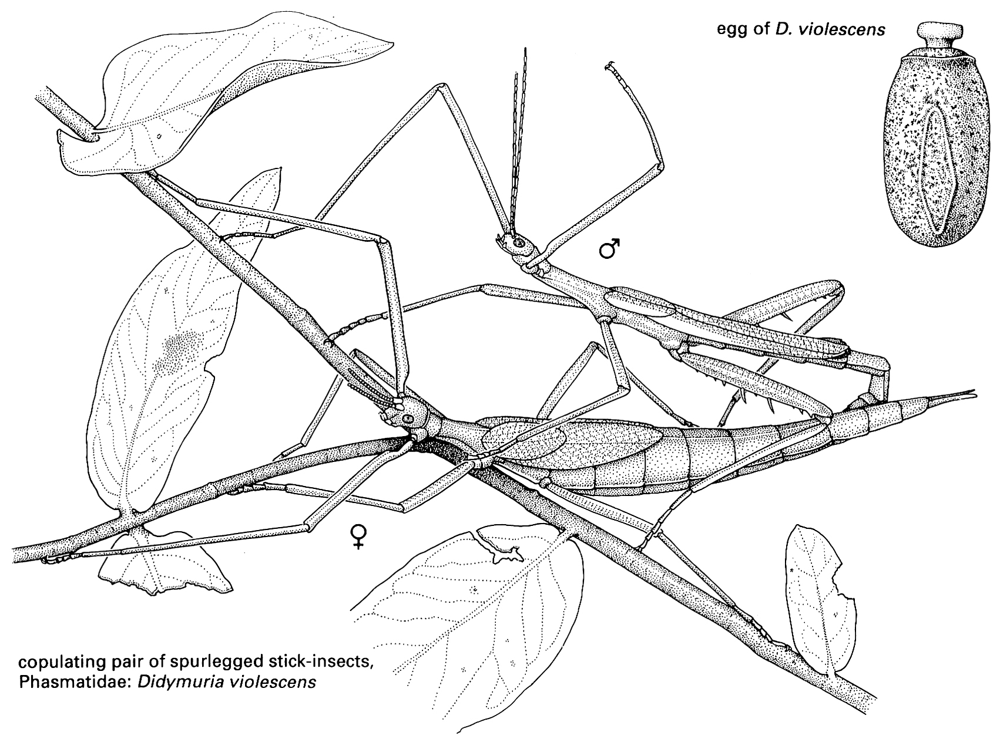 egg of D. violescens
♂
♀
copulating pair of spurlegged stick-insects,
Phasmatidae: Didymuria violescens